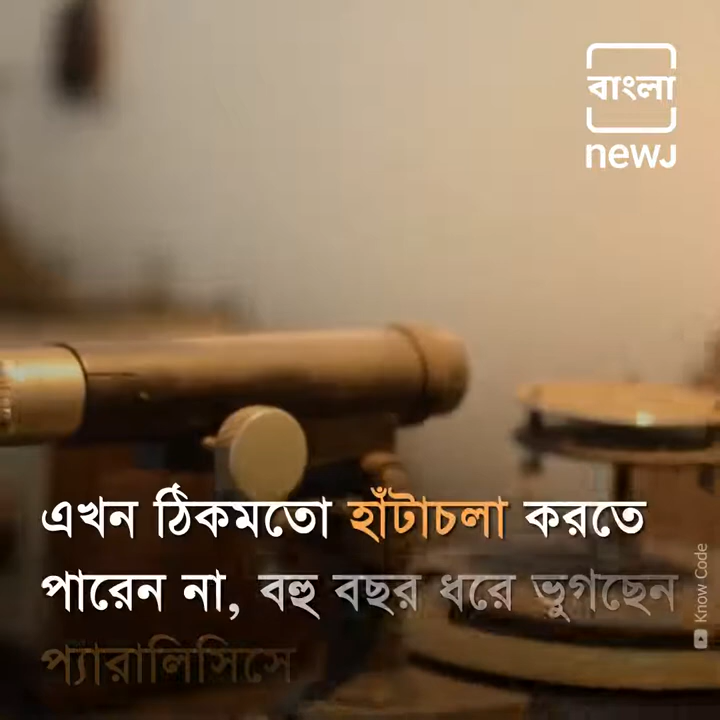 বাংলা
newJ
এখন ঠিকমতো হাঁটাচলা করতে
পারেন না, বহু বছর ধরে ভুগছেন
প্যারালিসিসে
Know Code